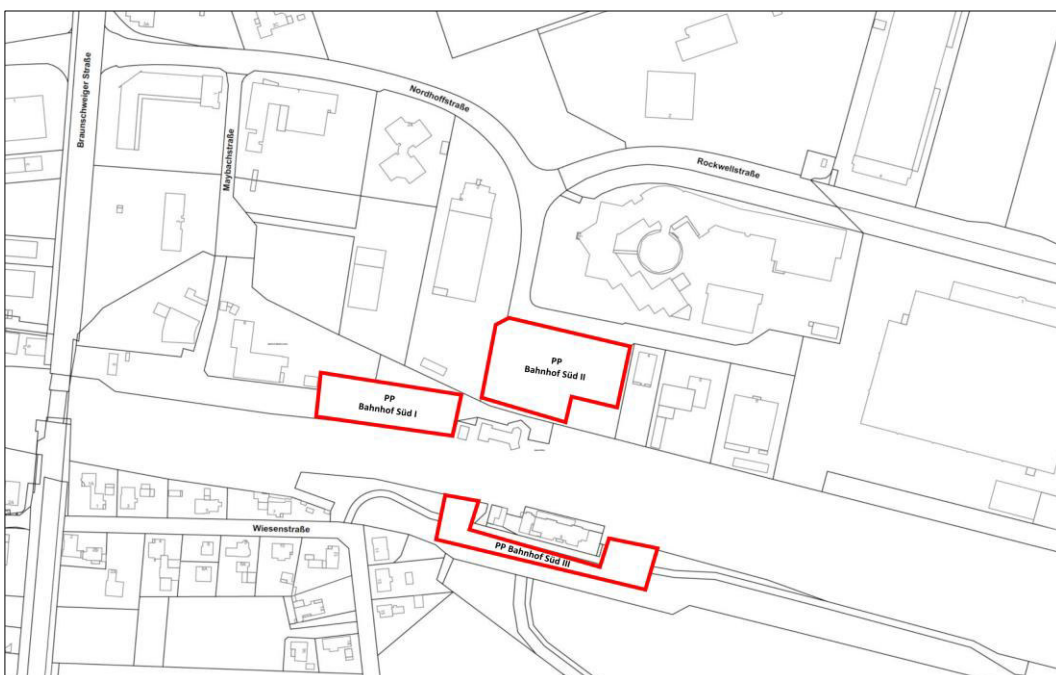 Braunschweiger Straße
Maybachstraße
Nordhoffstraße
Rockwellstraße
PP
Bahnhof Süd II
PP
Bahnhof Süd I
Wiesenstraße
PP Bahnhof Süd III